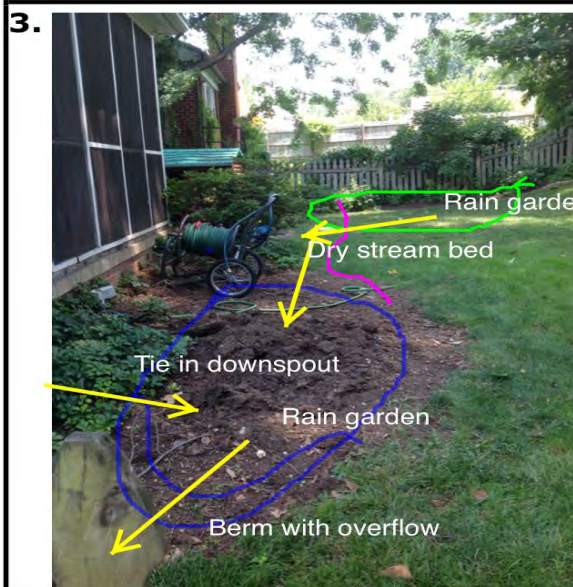 3.
Rain garde
Dry stream bed
Tie in downspout
Rain garden
Berm with overflow